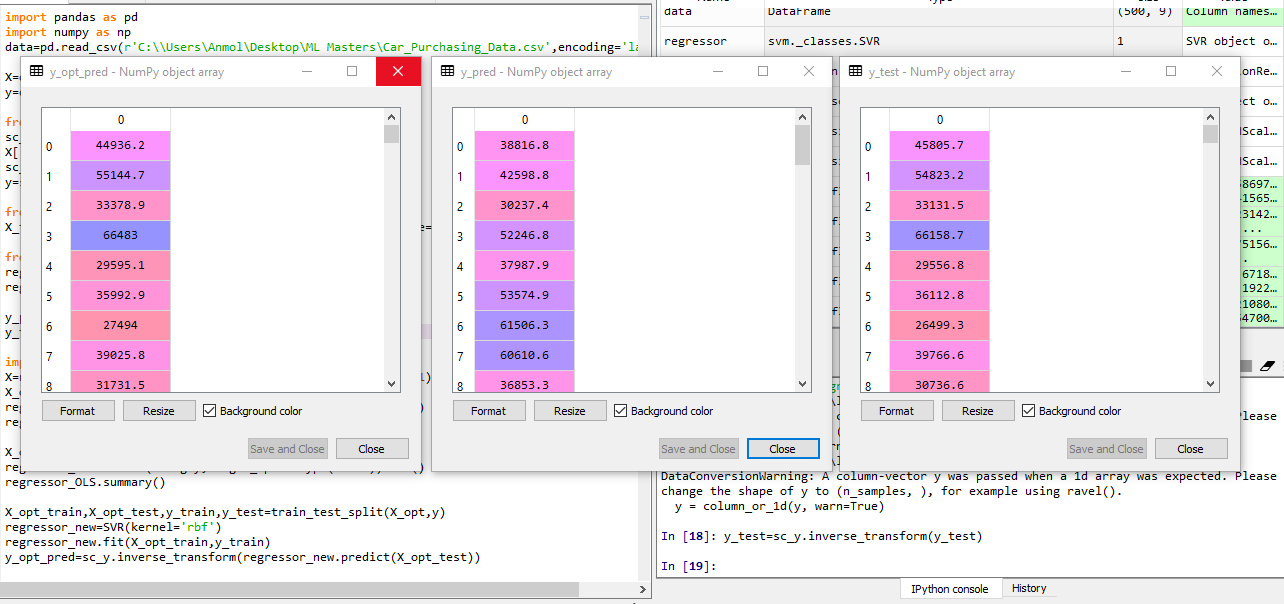 import pandas as pd
import numpy as np
data=pd.read_csv(r'C:\\Users\Anmol\Desktop\ML Masters\Car_Purchasing_Data.csv',encoding='la
data DataFrame (500, 9) Column names…
regressor svm._classes.SVR 1 SVR object o…
y_opt_pred - NumPy object array
0
0 44936.2
1 55144.7
2 33378.9
3 66483
4 29595.1
5 35992.9
6 27494
7 39025.8
8 31731.5
Format Resize Background color
Save and Close Close
y_pred - NumPy object array
0
0 38816.8
1 42598.8
2 30237.4
3 52246.8
4 37987.9
5 53574.9
6 61506.3
7 60610.6
8 36853.3
Format Resize Background color
Save and Close Close
y_test - NumPy object array
0
0 45805.7
1 54823.2
2 33131.5
3 66158.7
4 29556.8
5 36112.8
6 26499.3
7 39766.6
8 30736.6
Format Resize Background color
Save and Close Close
regressor_OLS.summary()
X_opt_train,X_opt_test,y_train,y_test=train_test_split(X_opt,y)
regressor_new=SVR(kernel='rbf')
regressor_new.fit(X_opt_train,y_train)
y_opt_pred=sc_y.inverse_transform(regressor_new.predict(X_opt_test))
DataConversionWarning: A column-vector y was passed when a 1d array was expected. Please
change the shape of y to (n_samples, ), for example using ravel().
y = column_or_1d(y, warn=True)
In [18]: y_test=sc_y.inverse_transform(y_test)
In [19]:
IPython console History